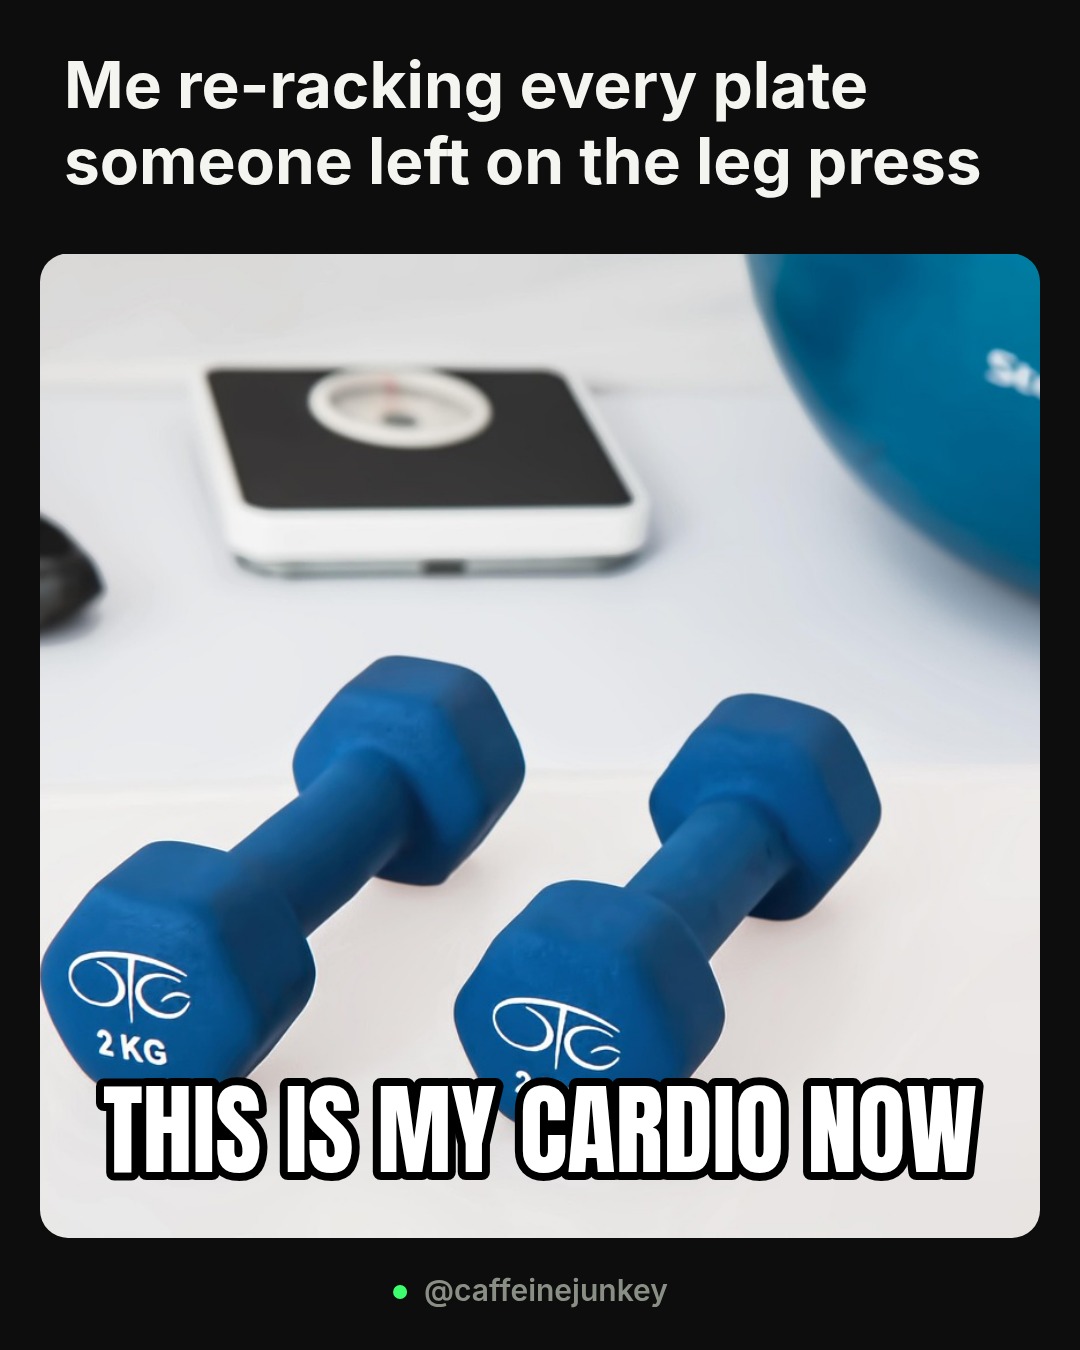 Me re-racking every plate
someone left on the leg press
OTG
2 KG
OTG
THIS IS MY CARDIO NOW
@caffeinejunkey